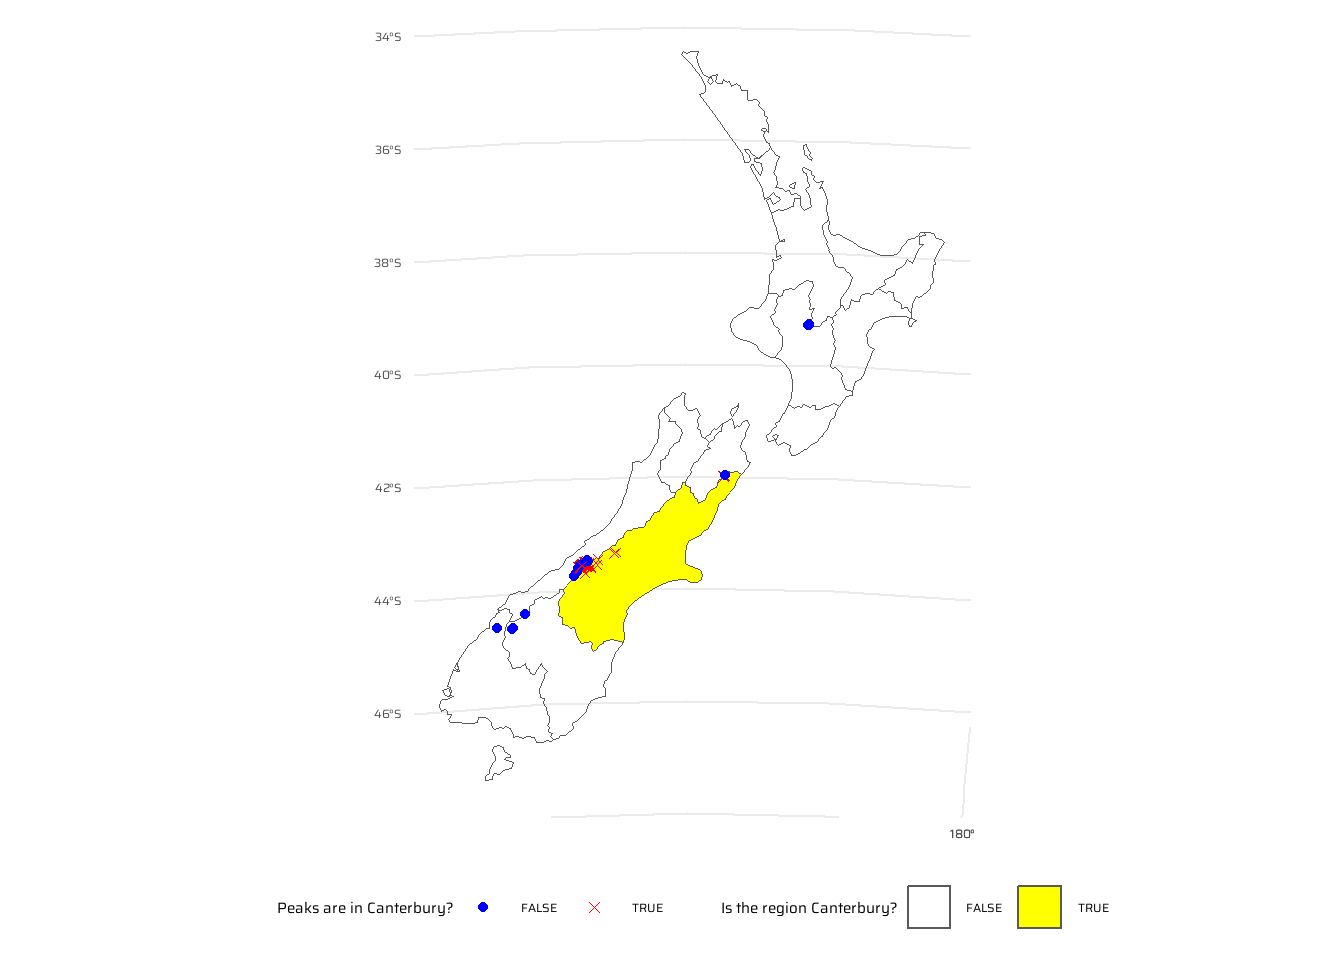 34°S
36°S
38°S
40°S
42°S
44°S
46°S
180°
Peaks are in Canterbury? FALSE TRUE Is the region Canterbury? FALSE TRUE